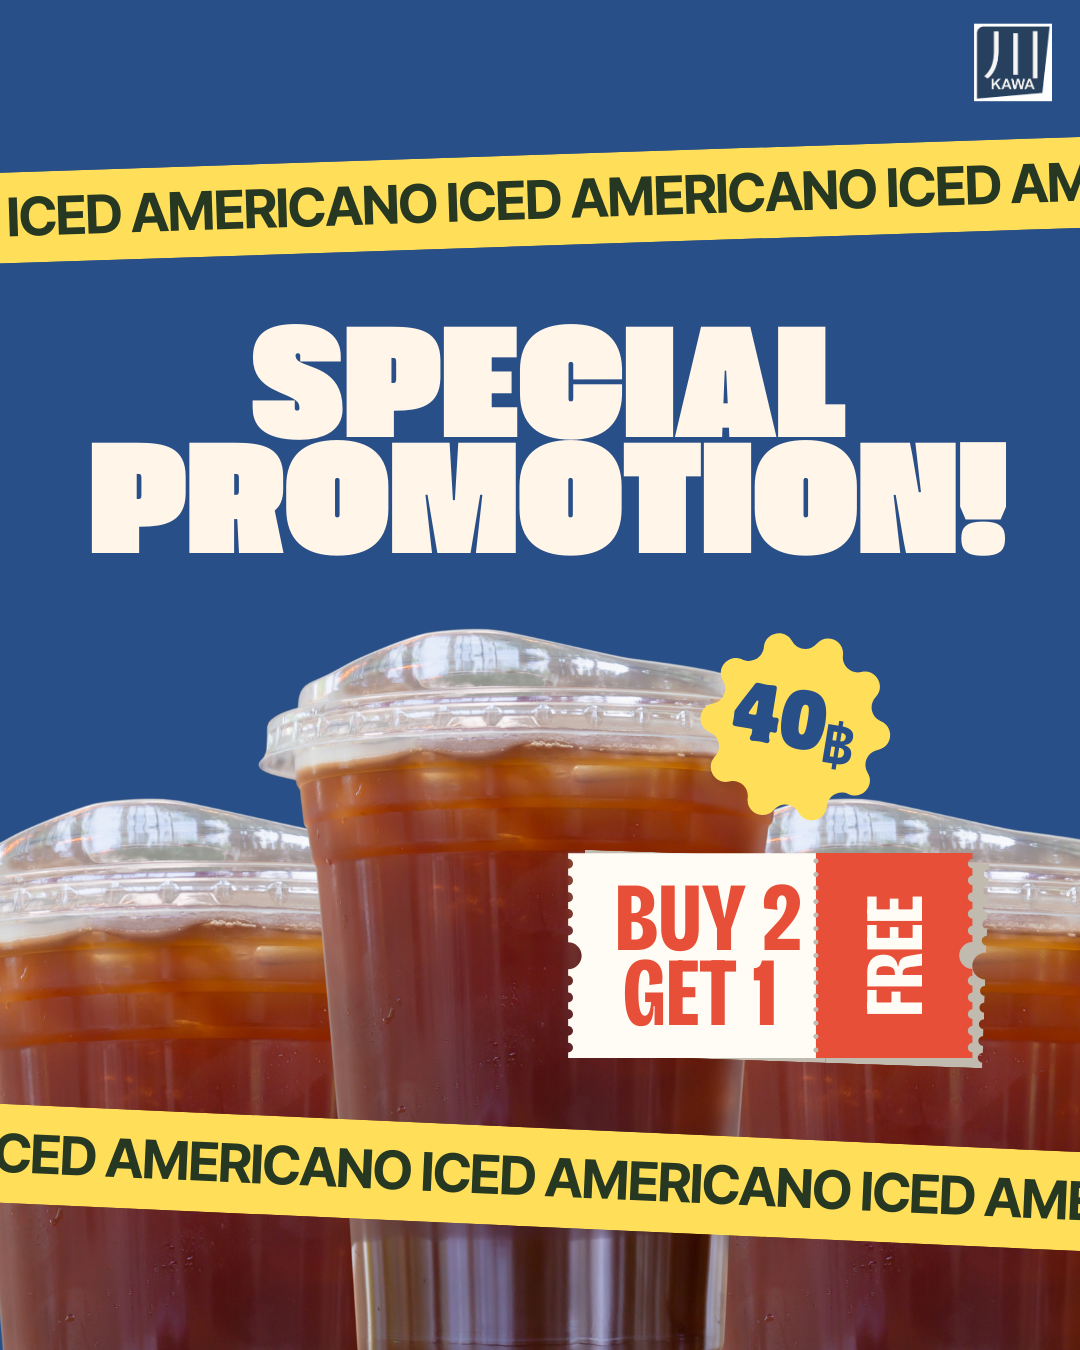 川
KAWA
ICED AMERICANO ICED AMERICANO ICED AM
SPECIAL
PROMOTION!
40฿
BUY 2
GET 1
FREE
CED AMERICANO ICED AMERICANO ICED AME